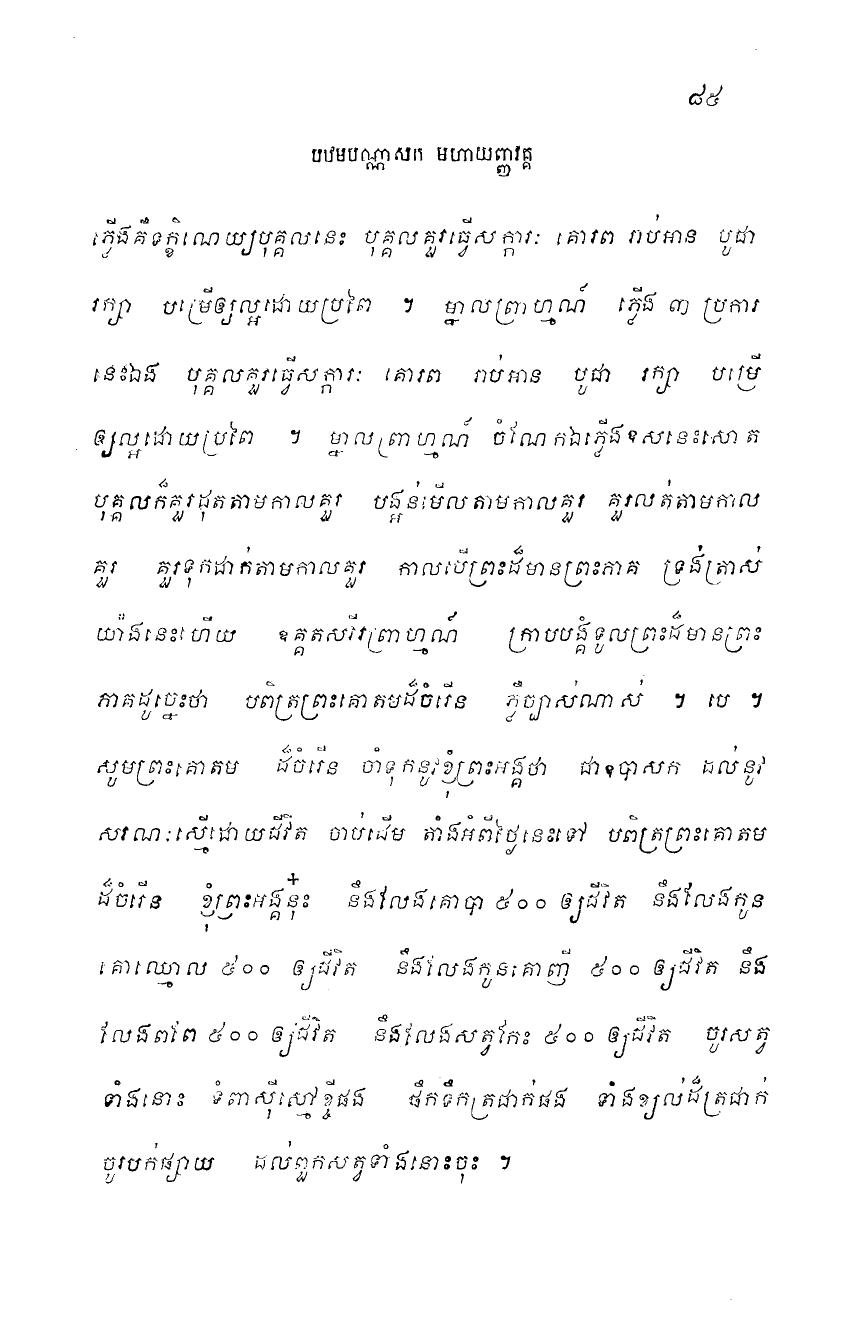 ៨៥
បឋមបណ្ណាសក មហាយញ្ញវគ្គ
ភ្លើងគឺទក្ខិណេយ្យបុគ្គលនេះ បុគ្គលគួរធ្វើសក្ការៈ គោរព រាប់អាន បូជា
រក្សា បម្រើឲ្យល្អដោយប្រពៃ ។ ម្នាលព្រាហ្មណ៍ ភ្លើង ៣ ប្រការ
នេះឯង បុគ្គលគួរធ្វើសក្ការៈ គោរព រាប់អាន បូជា រក្សា បម្រើ
ឲ្យល្អដោយប្រពៃ ។ ម្នាលព្រាហ្មណ៍ ចំណែកឯភ្លើងឧសនេះសោត
បុគ្គលក៏គួរដុតតាមកាលគួរ បង្អន់មើលតាមកាលគួរ គួរលត់តាមកាល
គួរ គួរទុកដាក់តាមកាលគួរ កាលបើព្រះដ៏មានព្រះភាគ ទ្រង់ត្រាស់
យ៉ាងនេះហើយ ឧគ្គតសរីរព្រាហ្មណ៍ ក្រាបបង្គំទូលព្រះដ៏មានព្រះ
ភាគដូច្នេះថា បពិត្រព្រះគោតមដ៏ចំរើន ភ្លឺច្បាស់ណាស់ ។ បេ ។
សូមព្រះគោតម ដ៏ចំរើន ចាំទុកនូវខ្ញុំព្រះអង្គថា ជាឧបាសក ដល់នូវ
សរណៈស្មើដោយជីវិត ចាប់ដើម តាំងអំពីថ្ងៃនេះទៅ បពិត្រព្រះគោតម
ដ៏ចំរើន ខ្ញុំព្រះអង្គនុ៎ះ នឹងលែងគោបា ៥០០ ឲ្យជីវិត នឹងលែងកូន
គោឈ្មោល ៥០០ ឲ្យជីវិត នឹងលែងកូនគោញី ៥០០ ឲ្យជីវិត នឹង
លែងពពែ ៥០០ ឲ្យជីវិត នឹងលែងសត្វកែះ ៥០០ ឲ្យជីវិត ចូរសត្វ
ទាំងនោះ ទំពាស៊ីស្មៅខ្ចីផង ផឹកទឹកត្រជាក់ផង ទាំងខ្យល់ដ៏ត្រជាក់
ចូរបក់ផ្សាយ ដល់ពួកសត្វទាំងនោះចុះ ។